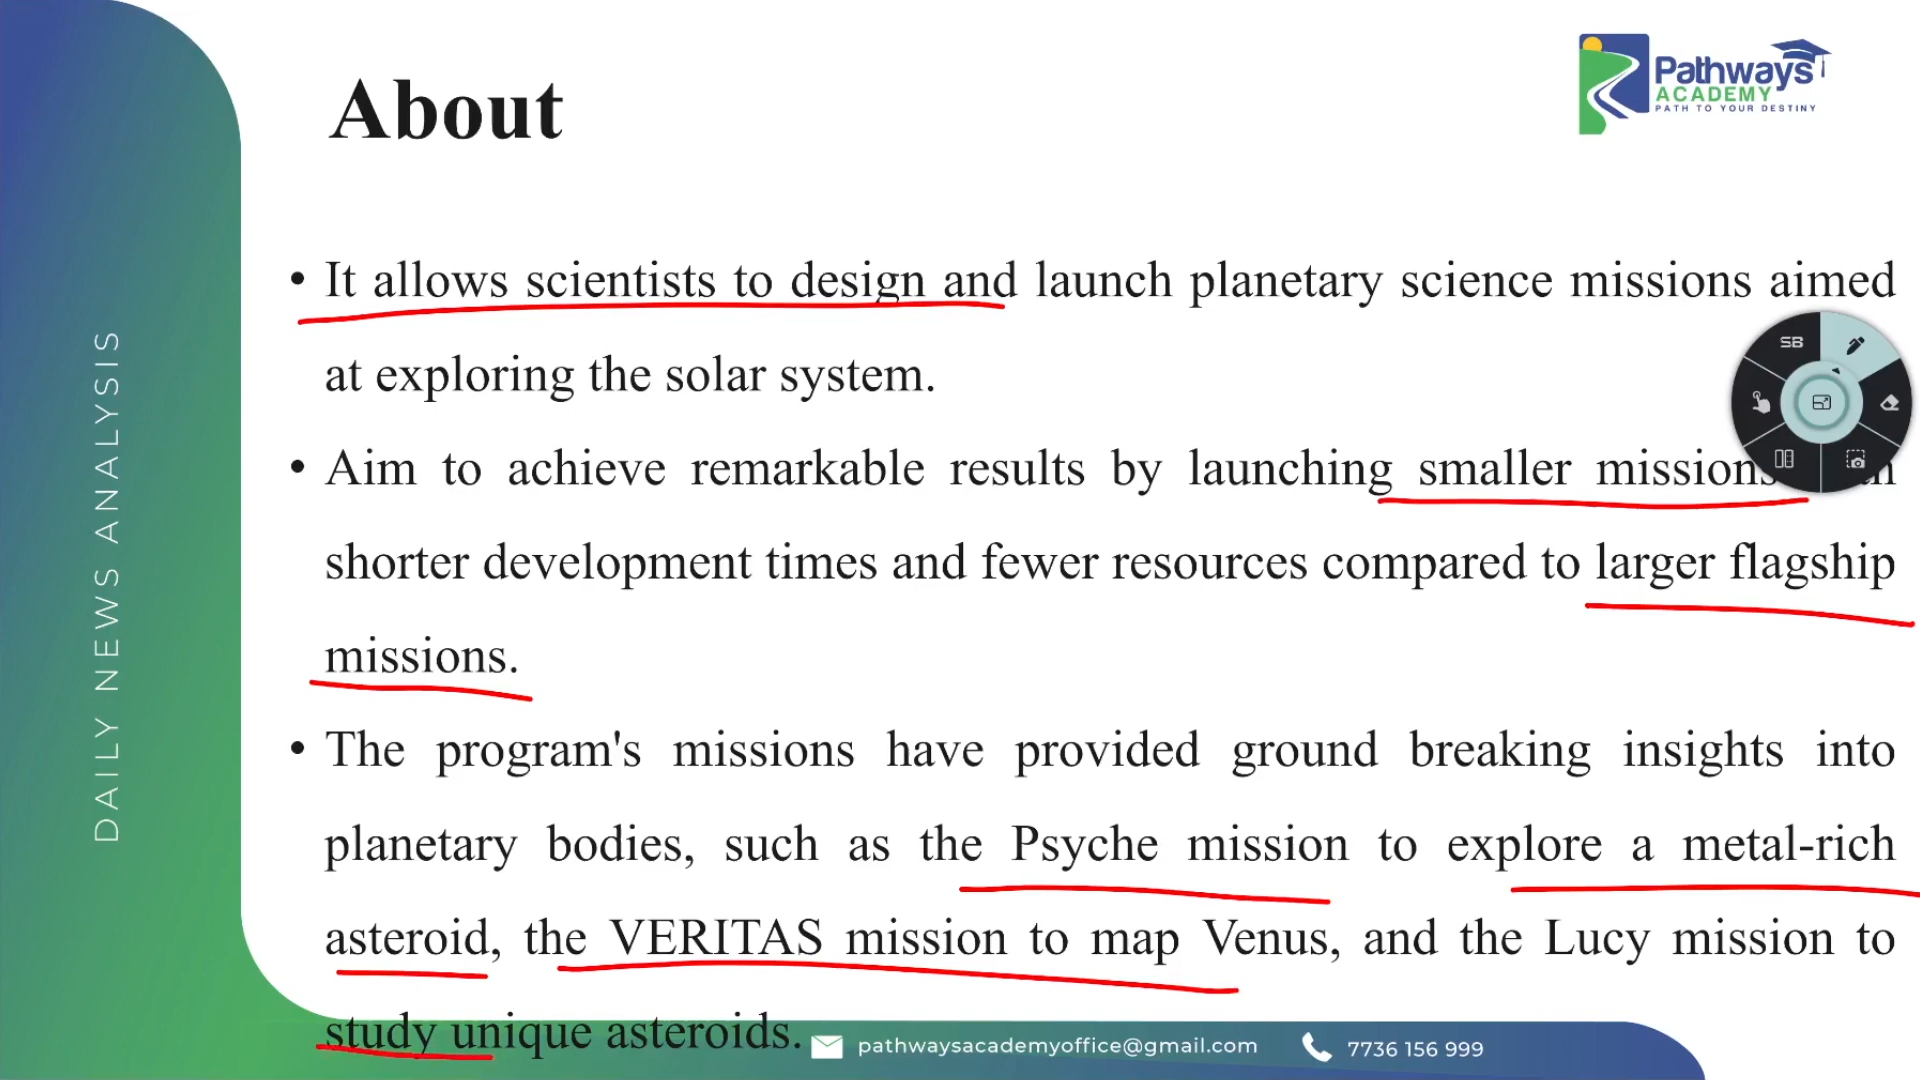 About
Pathways
ACADEMY
PATH TO YOUR DESTINY
DAILY NEWS ANALYSIS
• It allows scientists to design and launch planetary science missions aimed
at exploring the solar system.
SB
• Aim to achieve remarkable results by launching smaller missions
shorter development times and fewer resources compared to larger flagship
missions.
• The program's missions have provided ground breaking insights into
planetary bodies, such as the Psyche mission to explore a metal-rich
asteroid, the VERITAS mission to map Venus, and the Lucy mission to
study unique asteroids.
pathwaysacademyoffice@gmail.com
7736 156 999